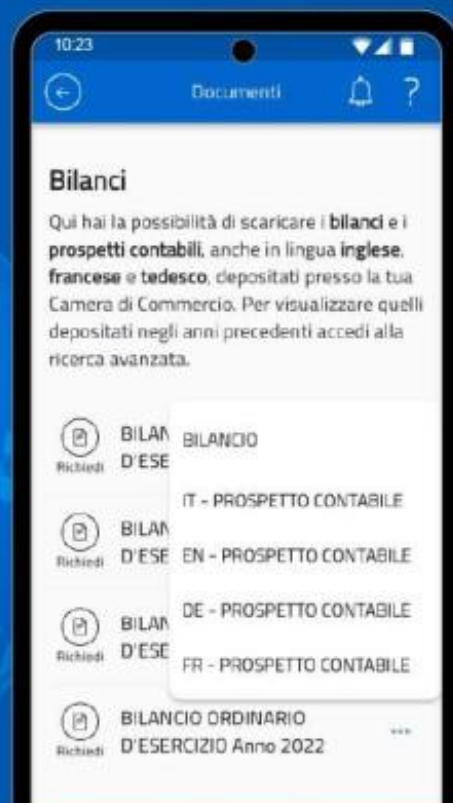 10:23
Documenti
?
Bilanci
Qui hai la possibilità di scaricare i bilanci e i
prospetti contabili, anche in lingua inglese,
francese e tedesco, depositati presso la tua
Camera di Commercio. Per visualizzare quelli
depositati negli anni precedenti accedi alla
ricerca avanzata.
BILAN
D'ESE
Richiedi
BILAN
D'ESE
Richiedi
BILAN
D'ESE
Richiedi
BILANCIO
IT - PROSPETTO CONTABILE
EN - PROSPETTO CONTABILE
DE - PROSPETTO CONTABILE
FR - PROSPETTO CONTABILE
BILANCIO ORDINARIO
D'ESERCIZIO Anno 2022
Richiedi